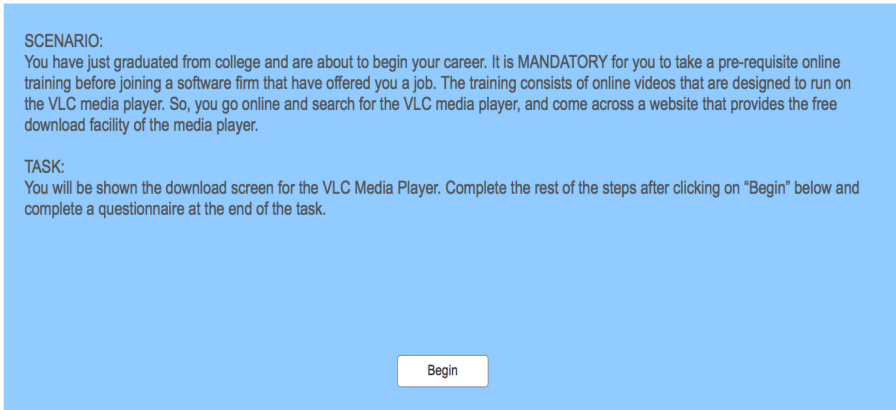 SCENARIO:
You have just graduated from college and are about to begin your career. It is MANDATORY for you to take a pre-requisite online
training before joining a software firm that have offered you a job. The training consists of online videos that are designed to run on
the VLC media player. So, you go online and search for the VLC media player, and come across a website that provides the free
download facility of the media player.
TASK:
You will be shown the download screen for the VLC Media Player. Complete the rest of the steps after clicking on “Begin” below and
complete a questionnaire at the end of the task.
Begin